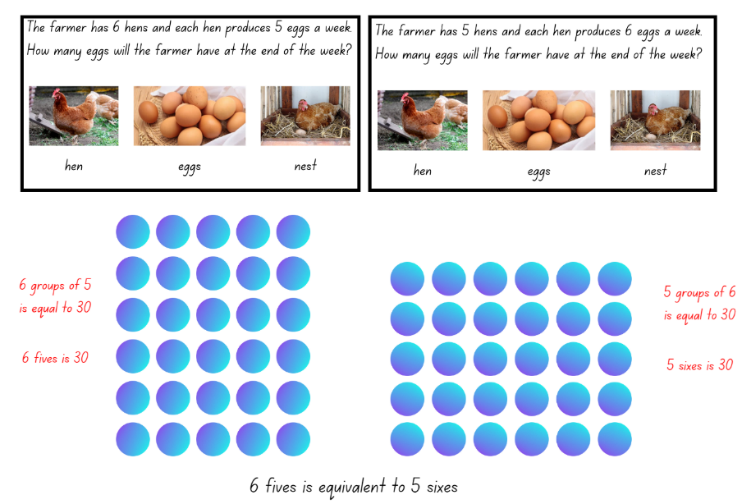 The farmer has 6 hens and each hen produces 5 eggs a week.
How many eggs will the farmer have at the end of the week?
hen
eggs
nest
The farmer has 5 hens and each hen produces 6 eggs a week.
How many eggs will the farmer have at the end of the week?
hen
eggs
nest
6 groups of 5
is equal to 30
6 fives is 30
5 groups of 6
is equal to 30
5 sixes is 30
6 fives is equivalent to 5 sixes